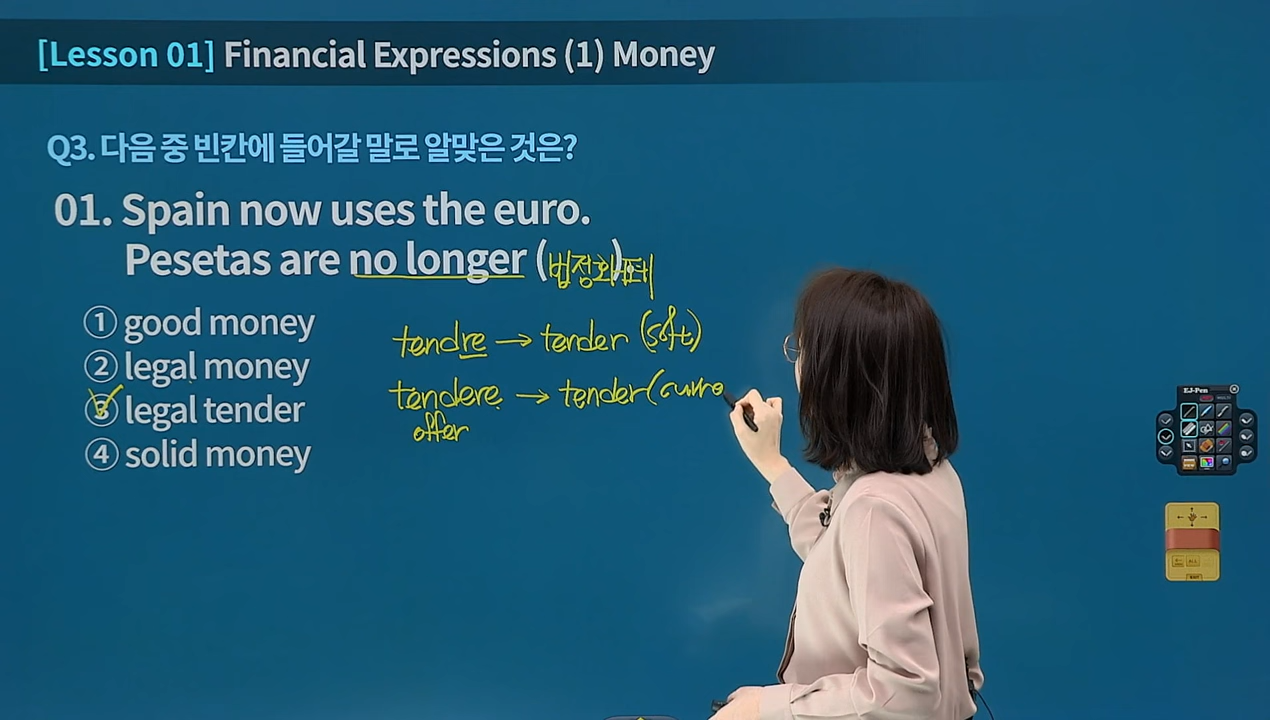 [Lesson 01] Financial Expressions (1) Money
Q3. 다음 중 빈칸에 들어갈 말로 알맞은 것은?
01. Spain now uses the euro.
Pesetas are no longer (법정화폐).
① good money
② legal money
③ legal tender
④ solid money
tendre → tender (soft)
tendere → tender (curre
offer
EJ-Pen